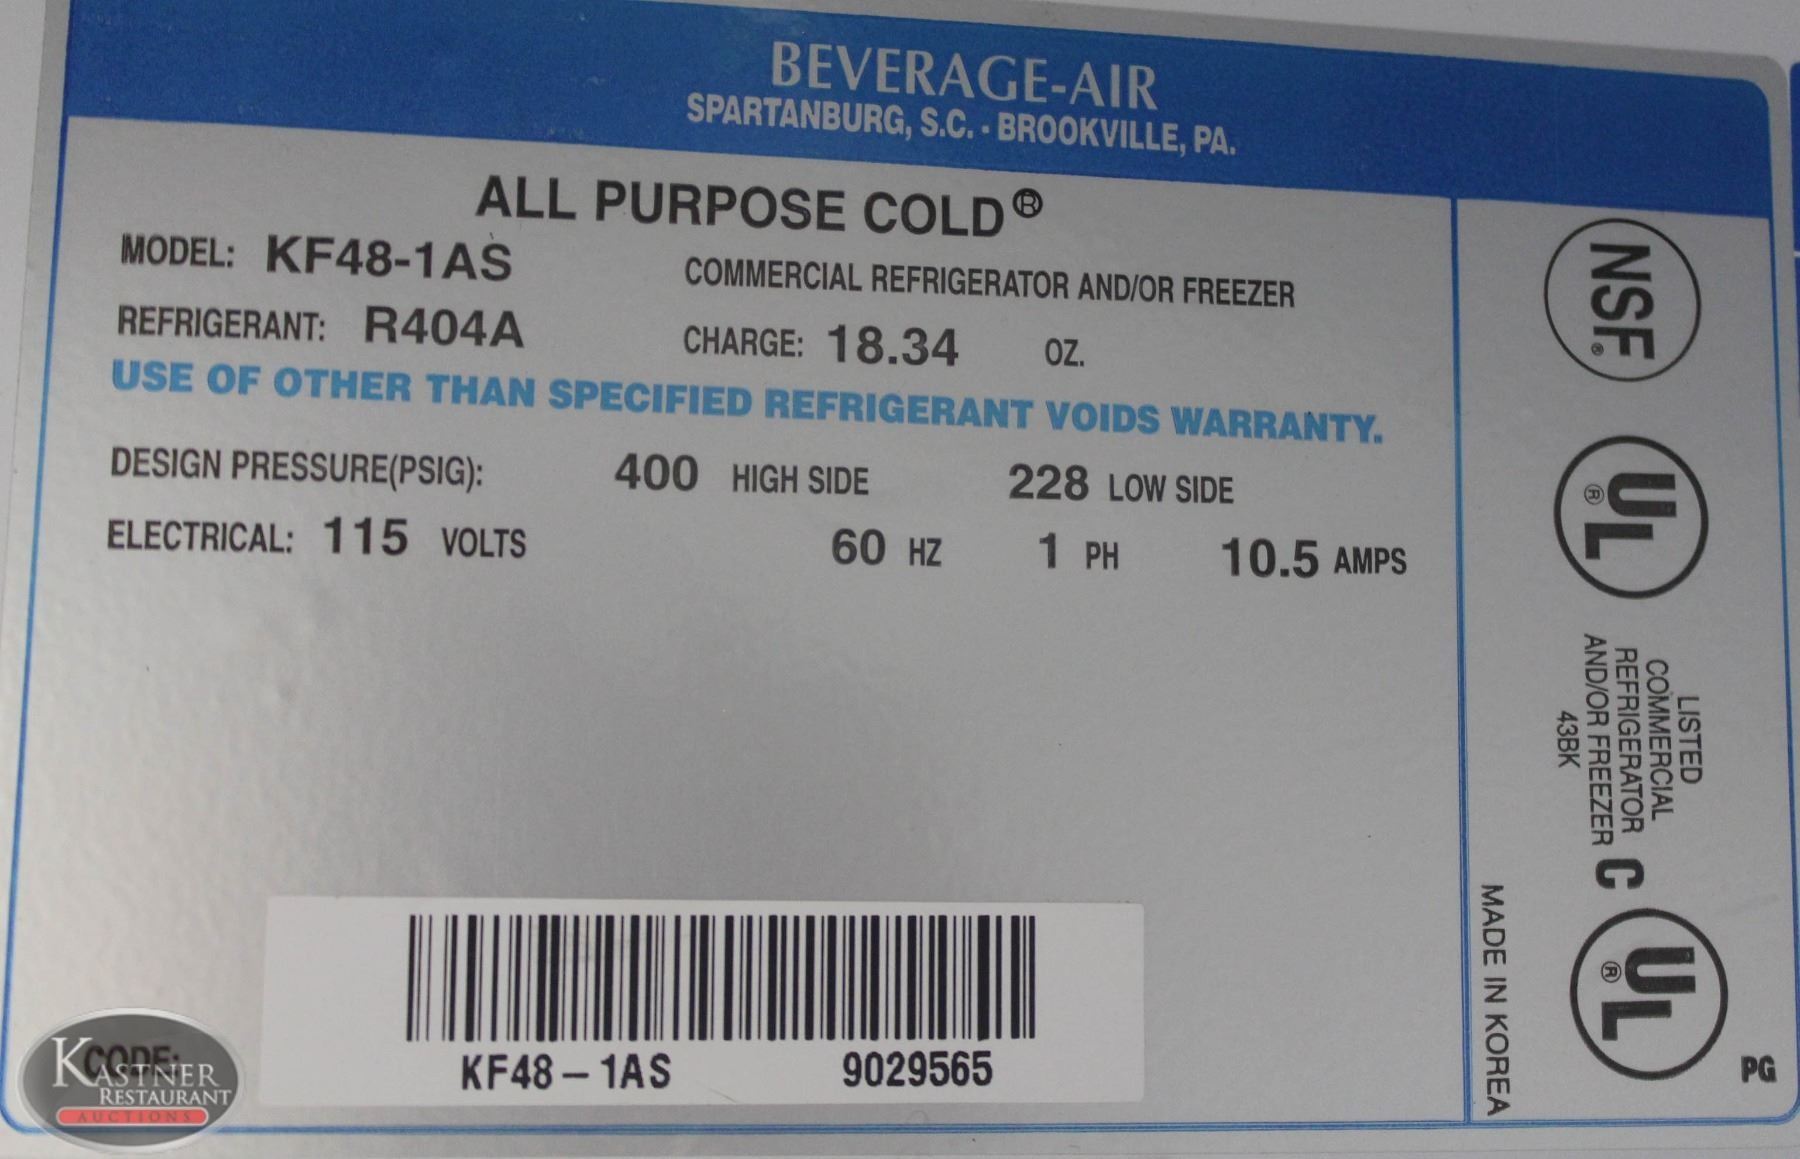 BEVERAGE-AIR
SPARTANBURG, S.C. - BROOKVILLE, PA.
ALL PURPOSE COLD®
MODEL: KF48-1AS
COMMERCIAL REFRIGERATOR AND/OR FREEZER
REFRIGERANT: R404A CHARGE: 18.34 OZ.
USE OF OTHER THAN SPECIFIED REFRIGERANT VOIDS WARRANTY.
DESIGN PRESSURE(PSIG): 400 HIGH SIDE 228 LOW SIDE
ELECTRICAL: 115 VOLTS 60 HZ 1 PH 10.5 AMPS
CODE:
KF48-1AS 9029565
NSF®
UL®
LISTED
COMMERCIAL
REFRIGERATOR
AND/OR FREEZER
43BK
C UL®
MADE IN KOREA
PG
KASTNER
RESTAURANT
AUCTIONS